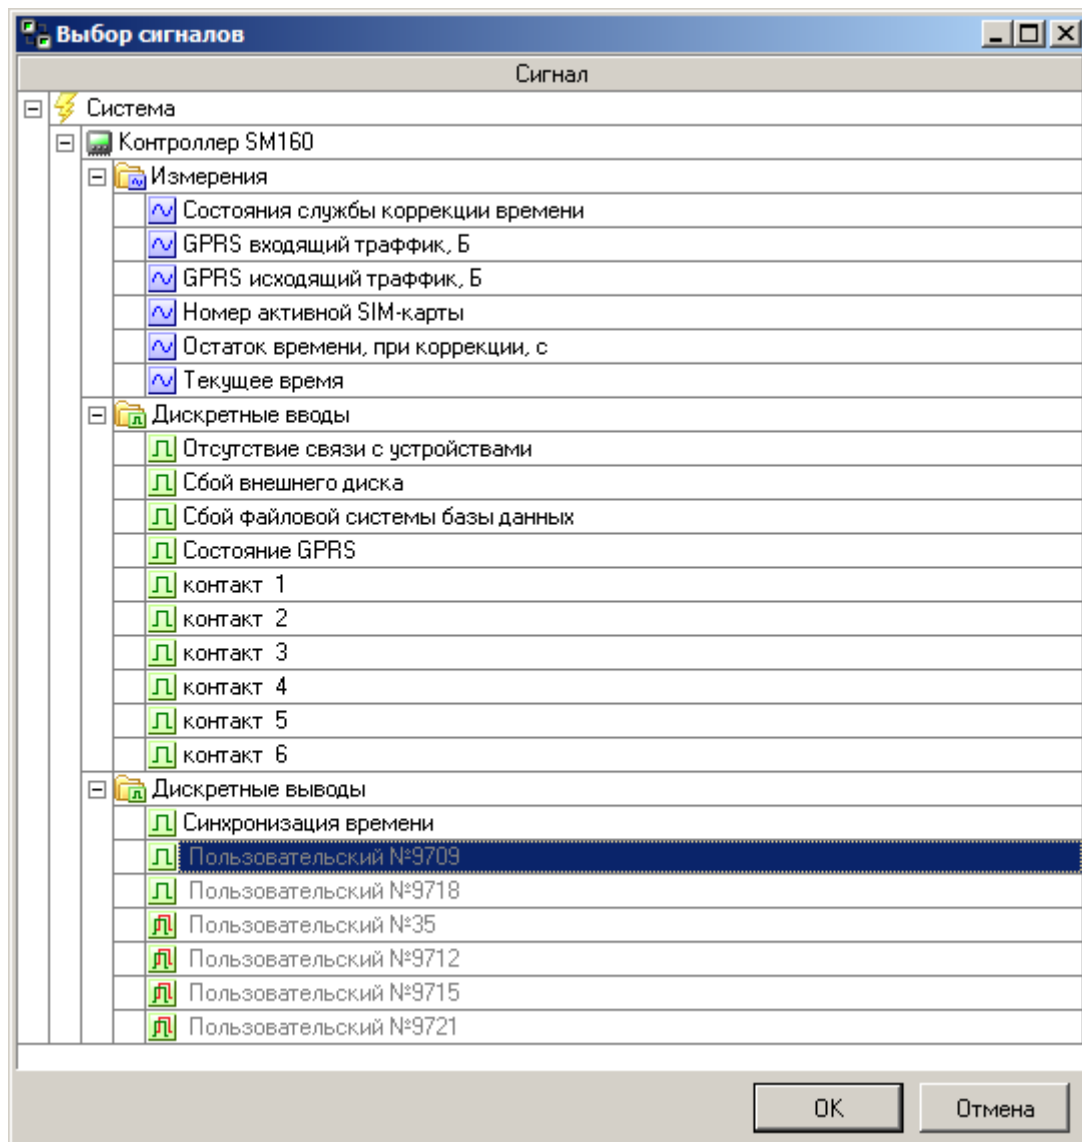 Выбор сигналов
Сигнал
Система
Контроллер SM160
Измерения
Состояния службы коррекции времени
GPRS входящий траффик, Б
GPRS исходящий траффик, Б
Номер активной SIM-карты
Остаток времени, при коррекции, с
Текущее время
Дискретные вводы
Отсутствие связи с устройствами
Сбой внешнего диска
Сбой файловой системы базы данных
Состояние GPRS
контакт 1
контакт 2
контакт 3
контакт 4
контакт 5
контакт 6
Дискретные выводы
Синхронизация времени
Пользовательский №9709
Пользовательский №9718
Пользовательский №35
Пользовательский №9712
Пользовательский №9715
Пользовательский №9721
OK Отмена